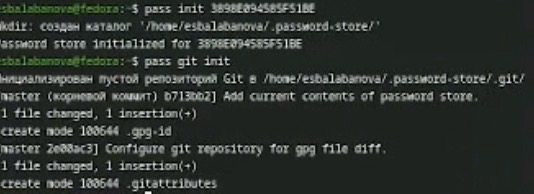 esbalabanova@fedora:~$ pass init 3898E094585F51BE
mkdir: создан каталог '/home/esbalabanova/.password-store/'
Password store initialized for 3898E094585F51BE
esbalabanova@fedora:~$ pass git init
Инициализирован пустой репозиторий Git в /home/esbalabanova/.password-store/.git/
[master (корневой коммит) b713bb2] Add current contents of password store.
1 file changed, 1 insertion(+)
create mode 100644 .gpg-id
[master 2e00ac3] Configure git repository for gpg file diff.
1 file changed, 1 insertion(+)
create mode 100644 .gitattributes